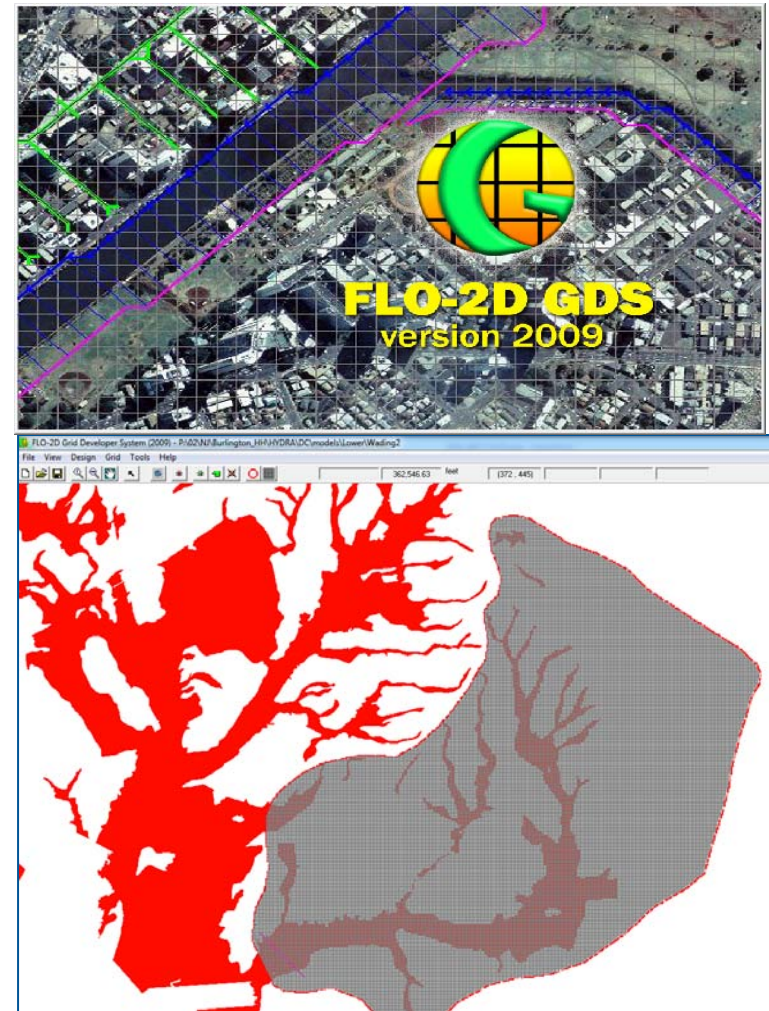 FLO-2D GDS
version 2009
FLO-2D Grid Developer System (2009) - P:\02\NJ\Burlington_HH\HYDRA\DC\models\Lower\Wading2
File View Design Grid Tools Help
362,546.63 feet (372 , 445)